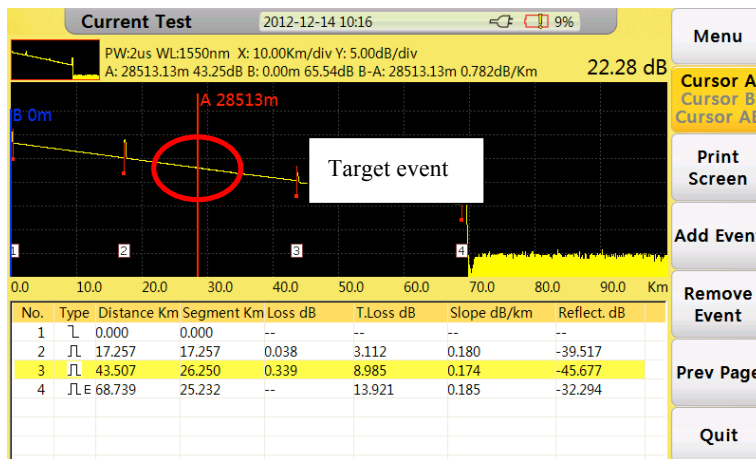 Current Test 2012-12-14 10:16 9%
PW:2us WL:1550nm X: 10.00Km/div Y: 5.00dB/div
A: 28513.13m 43.25dB B: 0.00m 65.54dB B-A: 28513.13m 0.782dB/Km 22.28 dB
A 28513m
B 0m
Target event
1 2 3 4
0.0 10.0 20.0 30.0 40.0 50.0 60.0 70.0 80.0 90.0 Km
No. Type Distance Km Segment Km Loss dB T.Loss dB Slope dB/km Reflect. dB
1 0.000 0.000 -- -- -- --
2 17.257 17.257 0.038 3.112 0.180 -39.517
3 43.507 26.250 0.339 8.985 0.174 -45.677
4 E 68.739 25.232 -- 13.921 0.185 -32.294
Menu
Cursor A
Cursor B
Cursor AB
Print
Screen
Add Event
Remove
Event
Prev Page
Quit